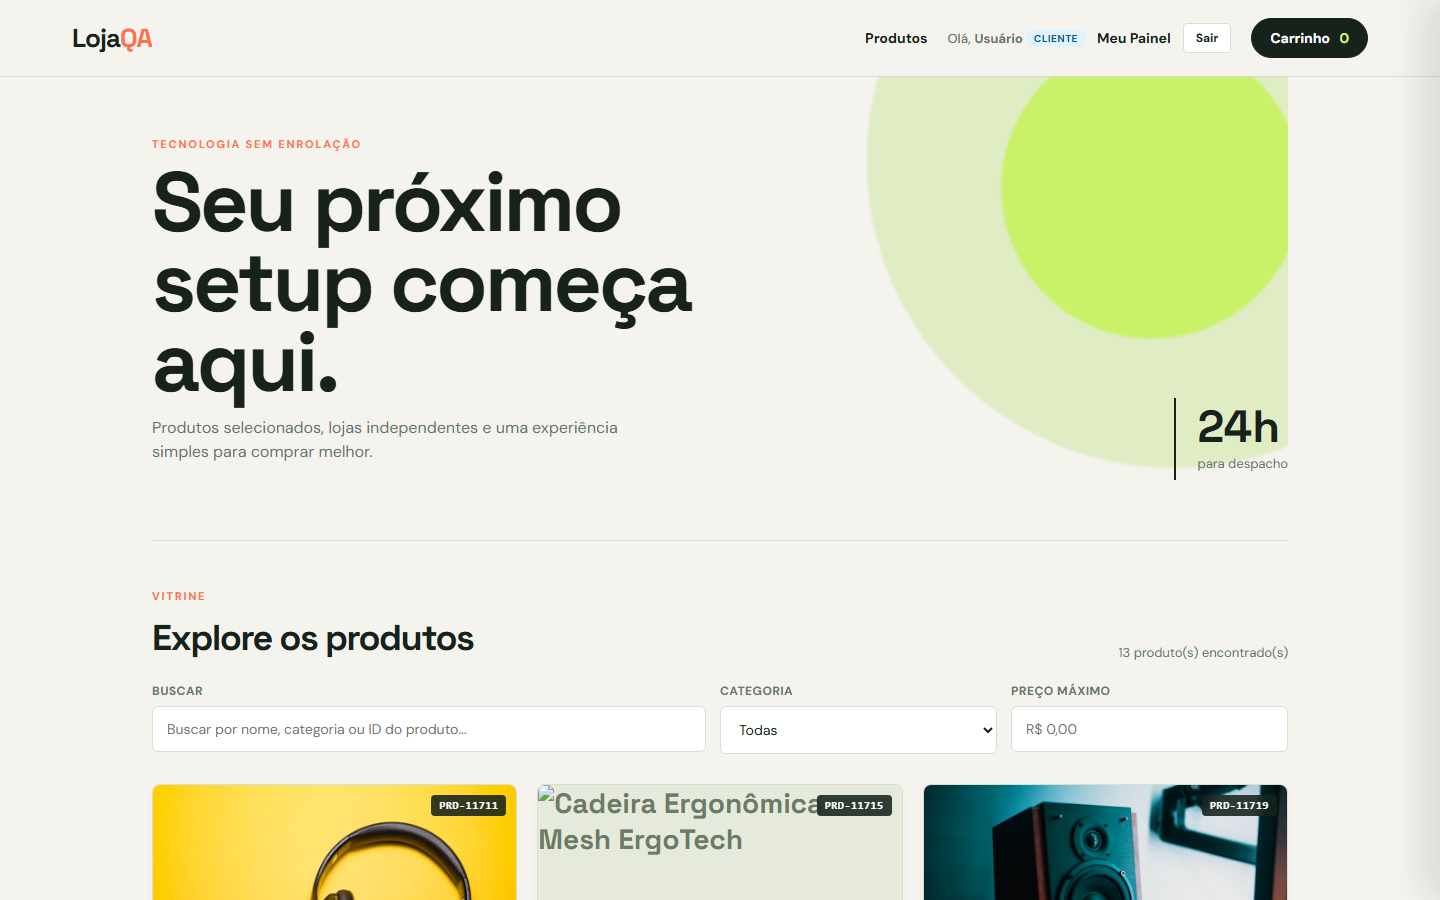 LojaQA
Produtos
Olá, Usuário
CLIENTE
Meu Painel
Sair
Carrinho 0
TECNOLOGIA SEM ENROLAÇÃO
Seu próximo
setup começa
aqui.
Produtos selecionados, lojas independentes e uma experiência
simples para comprar melhor.
24h
para despacho
VITRINE
Explore os produtos
13 produto(s) encontrado(s)
BUSCAR
Buscar por nome, categoria ou ID do produto...
CATEGORIA
Todas
PREÇO MÁXIMO
R$ 0,00
PRD-11711
Cadeira Ergonômica
Mesh ErgoTech
PRD-11715
PRD-11719